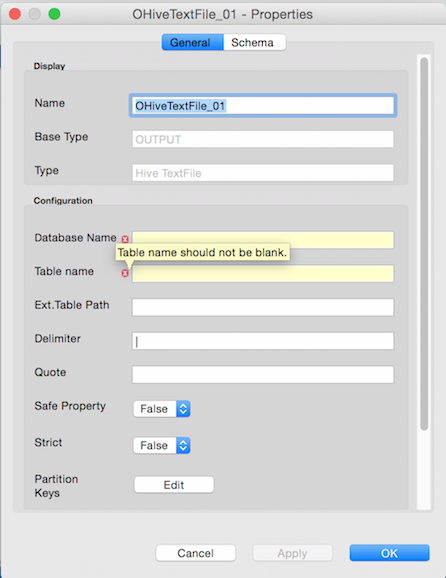 OHiveTextFile_01 - Properties
General Schema
Display
Name OHiveTextFile_01
Base Type OUTPUT
Type Hive TextFile
Configuration
Database Name
Table name should not be blank.
Table name
Ext.Table Path
Delimiter |
Quote
Safe Property False
Strict False
Partition
Keys
Edit
Cancel Apply OK